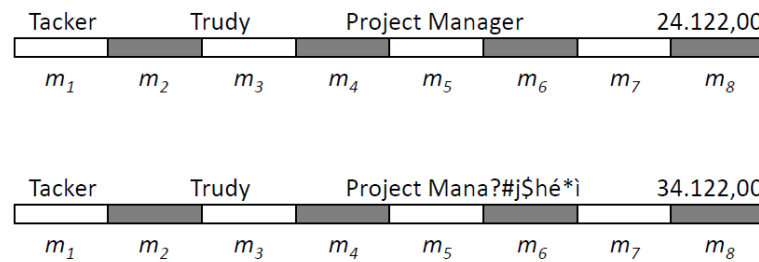 Tacker Trudy Project Manager 24.122,00
m1 m2 m3 m4 m5 m6 m7 m8
Tacker Trudy Project Mana?#j$hé*ì 34.122,00
m1 m2 m3 m4 m5 m6 m7 m8